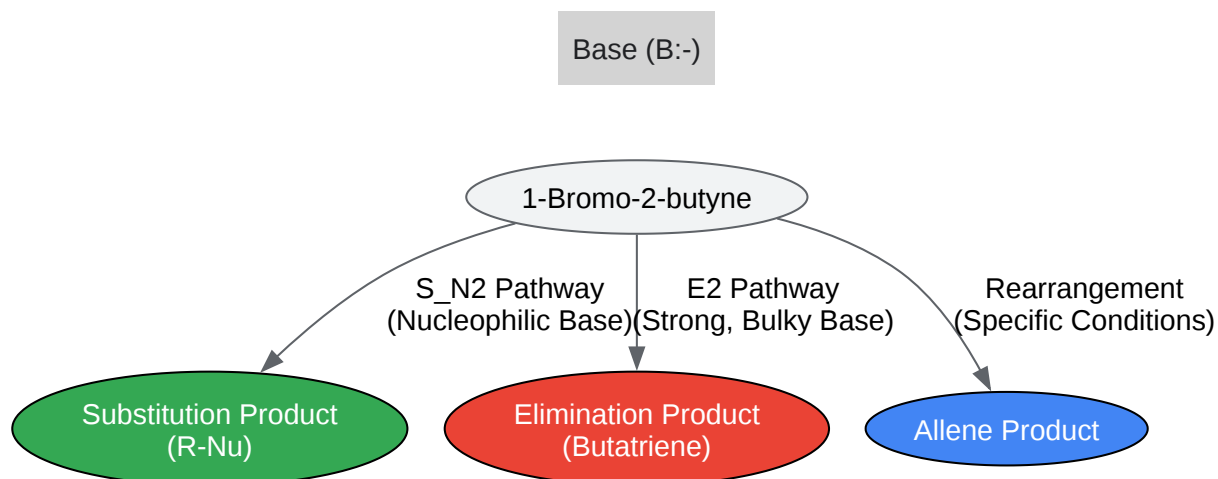 Base (B:-)
1-Bromo-2-butyne
S_N2 Pathway
(Nucleophilic Base)
E2 Pathway
(Strong, Bulky Base)
Rearrangement
(Specific Conditions)
Substitution Product
(R-Nu)
Elimination Product
(Butatriene)
Allene Product